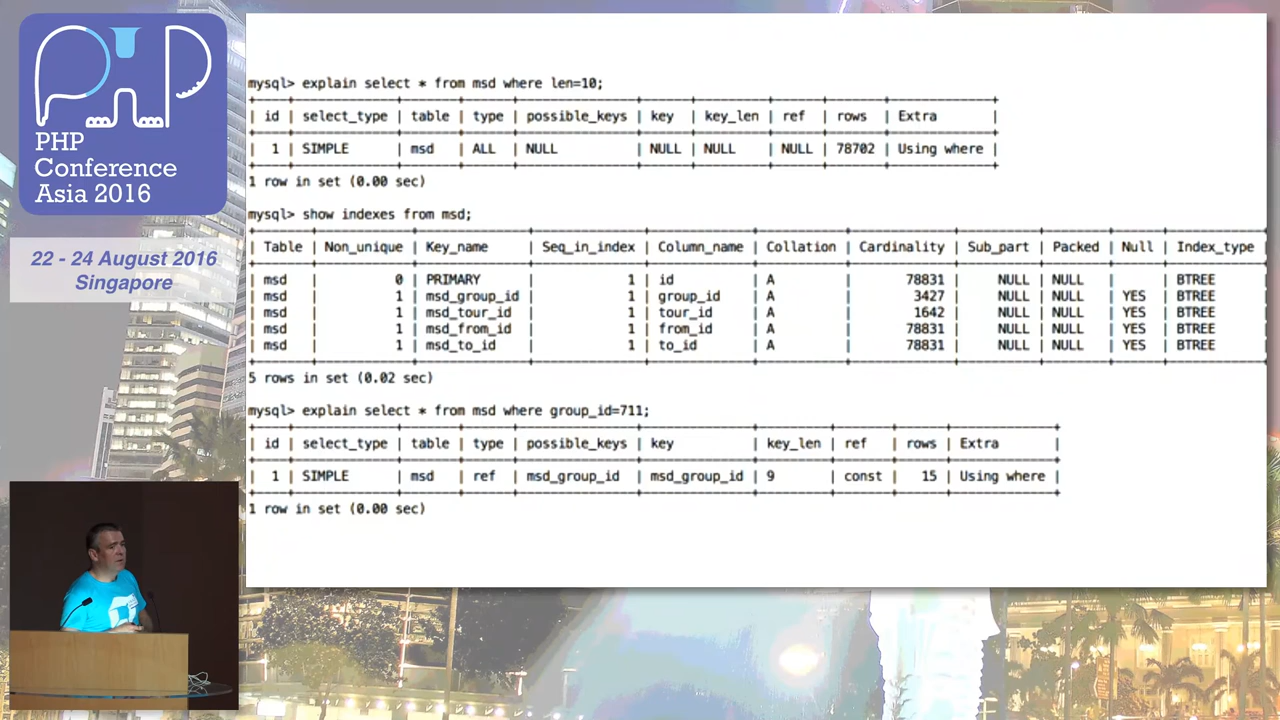 PHP
Conference
Asia 2016
22 - 24 August 2016
Singapore
mysql> explain select * from msd where len=10;
| id | select_type | table | type | possible_keys | key | key_len | ref | rows | Extra |
| 1 | SIMPLE | msd | ALL | NULL | NULL | NULL | NULL | 78702 | Using where |
1 row in set (0.00 sec)
mysql> show indexes from msd;
| Table | Non_unique | Key_name | Seq_in_index | Column_name | Collation | Cardinality | Sub_part | Packed | Null | Index_type |
| msd | 0 | PRIMARY | 1 | id | A | 78831 | NULL | NULL | | BTREE |
| msd | 1 | msd_group_id | 1 | group_id | A | 3427 | NULL | NULL | YES | BTREE |
| msd | 1 | msd_tour_id | 1 | tour_id | A | 1642 | NULL | NULL | YES | BTREE |
| msd | 1 | msd_from_id | 1 | from_id | A | 78831 | NULL | NULL | YES | BTREE |
| msd | 1 | msd_to_id | 1 | to_id | A | 78831 | NULL | NULL | YES | BTREE |
5 rows in set (0.02 sec)
mysql> explain select * from msd where group_id=711;
| id | select_type | table | type | possible_keys | key | key_len | ref | rows | Extra |
| 1 | SIMPLE | msd | ref | msd_group_id | msd_group_id | 9 | const | 15 | Using where |
1 row in set (0.00 sec)